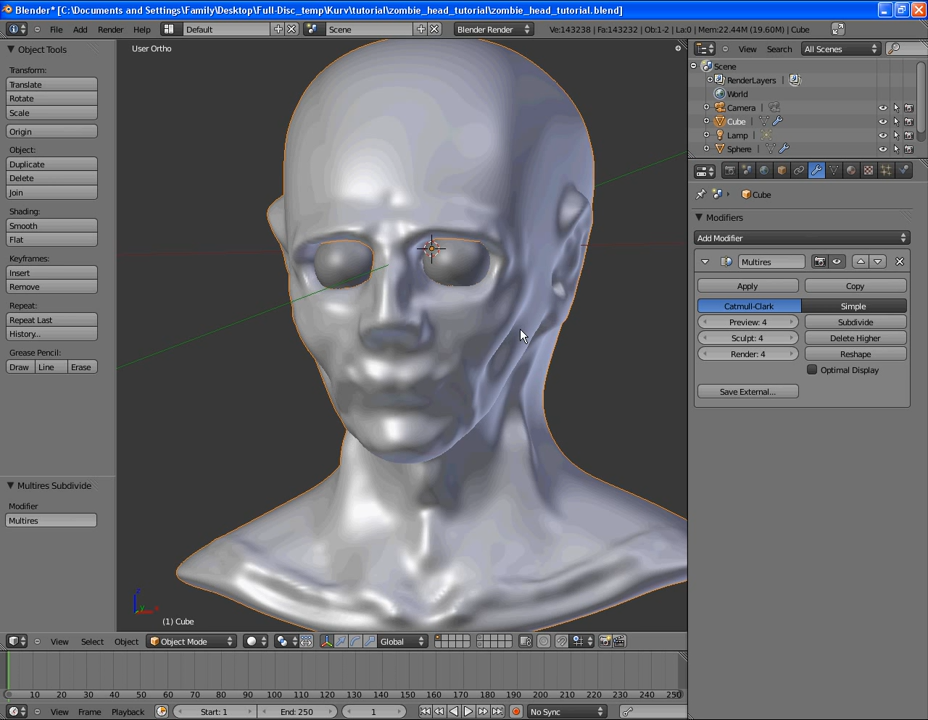 Blender* [C:\Documents and Settings\Family\Desktop\Full-Disc_temp\Kurv\tutorial\zombie_head_tutorial\zombie_head_tutorial.blend]
File Add Render Help Default Scene Blender Render Ve:143238 | Fa:143232 | Ob:1-2 | La:0 | Mem:22.44M (19.60M) | Cube
Object Tools
Transform:
Translate
Rotate
Scale
Origin
Object:
Duplicate
Delete
Join
Shading:
Smooth
Flat
Keyframes:
Insert
Remove
Repeat:
Repeat Last
History...
Grease Pencil:
Draw Line Erase
Multires Subdivide
Modifier
Multires
User Ortho
(1) Cube
View Select Object Object Mode Global
View Search All Scenes
Scene
RenderLayers |
World
Camera |
Cube |
Lamp |
Sphere |
Cube
Modifiers
Add Modifier
Multires
Apply Copy
Catmull-Clark Simple
Preview: 4 Subdivide
Sculpt: 4 Delete Higher
Render: 4 Reshape
Optimal Display
Save External...
0 10 20 30 40 50 60 70 80 90 100 110 120 130 140 150 160 170 180 190 200 210 220 230 240 250
View Frame Playback Start: 1 End: 250 1 No Sync